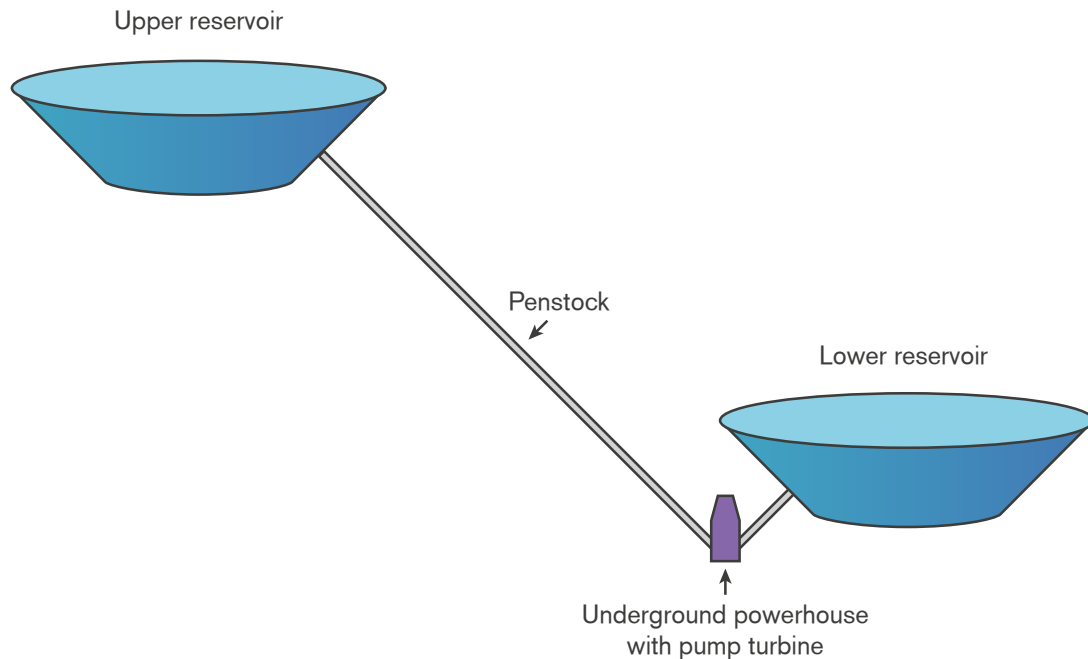 Upper reservoir
Penstock
Lower reservoir
Underground powerhouse
with pump turbine